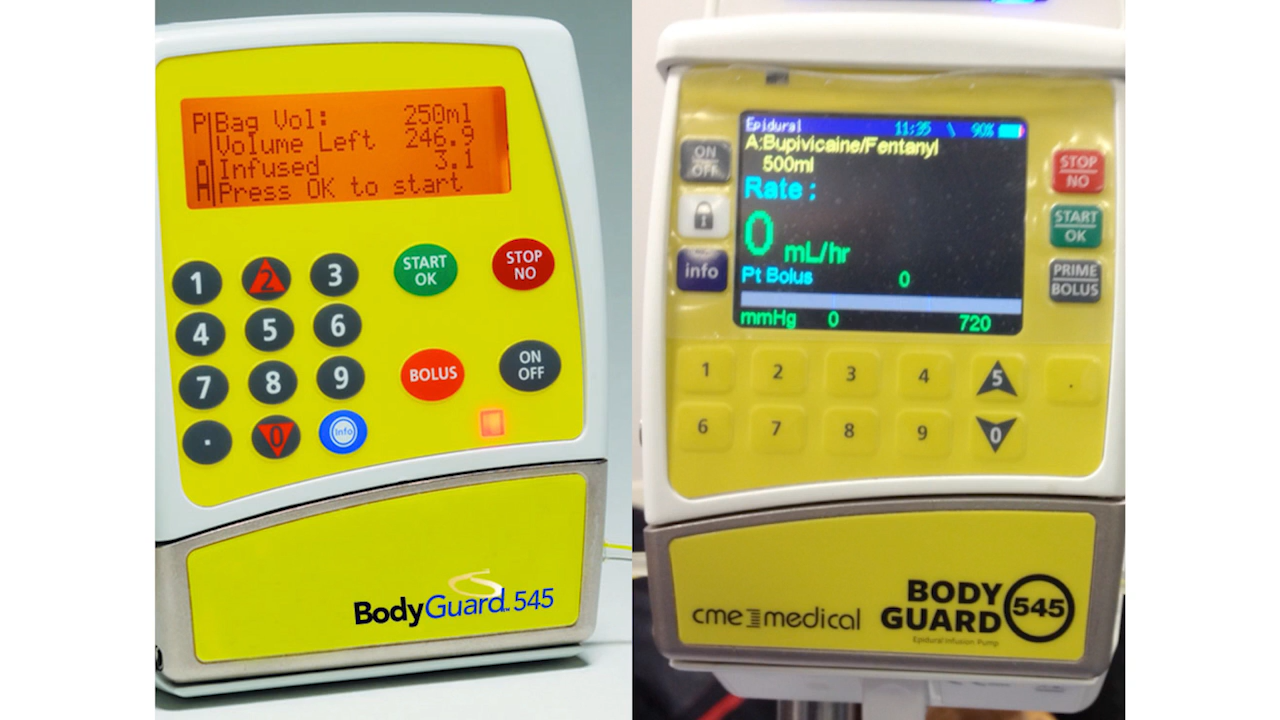 P Bag Vol: 250ml
Volume Left 246.9
Infused 3.1
A Press OK to start
1 2 3
START OK
STOP NO
4 5 6
7 8 9
BOLUS
ON OFF
. 0 Info
BodyGuard™ 545
Epidural 11:35 \ 90%
A:Bupivicaine/Fentanyl
500ml
Rate :
0 mL/hr
Pt Bolus 0
mmHg 0 720
ON
OFF
info
STOP
NO
START
OK
PRIME
BOLUS
1 2 3 4 5 .
6 7 8 9 0
cme medical
BODY
GUARD
545
Epidural Infusion Pump